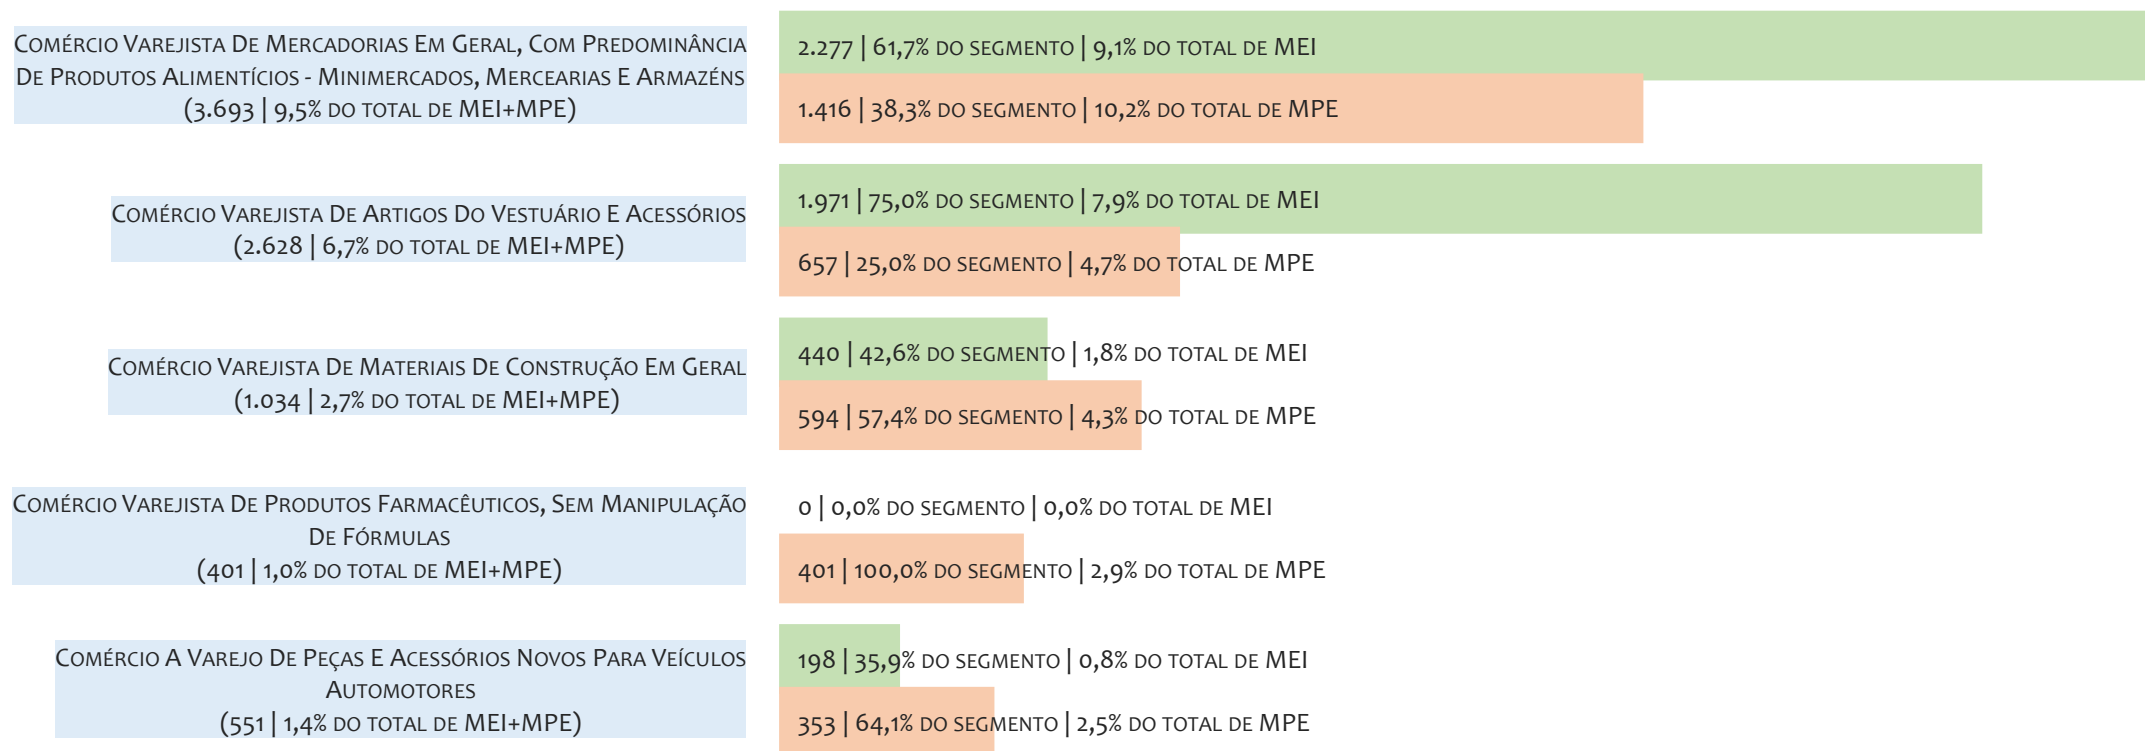 Comércio Varejista De Mercadorias Em Geral, Com Predominância
De Produtos Alimentícios - Minimercados, Mercearias E Armazéns
(3.693 | 9,5% do total de MEI+MPE)
2.277 | 61,7% do segmento | 9,1% do total de MEI
1.416 | 38,3% do segmento | 10,2% do total de MPE
Comércio Varejista De Artigos Do Vestuário E Acessórios
(2.628 | 6,7% do total de MEI+MPE)
1.971 | 75,0% do segmento | 7,9% do total de MEI
657 | 25,0% do segmento | 4,7% do total de MPE
Comércio Varejista De Materiais De Construção Em Geral
(1.034 | 2,7% do total de MEI+MPE)
440 | 42,6% do segmento | 1,8% do total de MEI
594 | 57,4% do segmento | 4,3% do total de MPE
Comércio Varejista De Produtos Farmacêuticos, Sem Manipulação
De Fórmulas
(401 | 1,0% do total de MEI+MPE)
0 | 0,0% do segmento | 0,0% do total de MEI
401 | 100,0% do segmento | 2,9% do total de MPE
Comércio A Varejo De Peças E Acessórios Novos Para Veículos
Automotores
(551 | 1,4% do total de MEI+MPE)
198 | 35,9% do segmento | 0,8% do total de MEI
353 | 64,1% do segmento | 2,5% do total de MPE